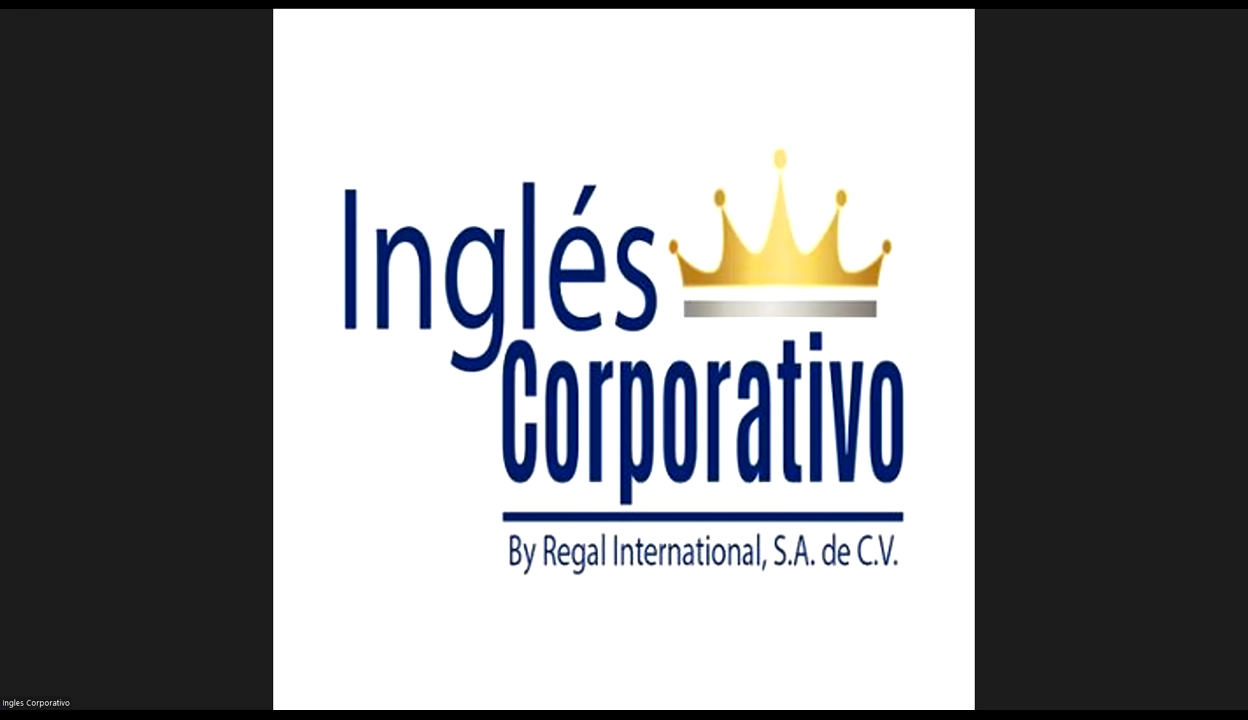 Inglés
Corporativo
By Regal International, S.A. de C.V.
Ingles Corporativo